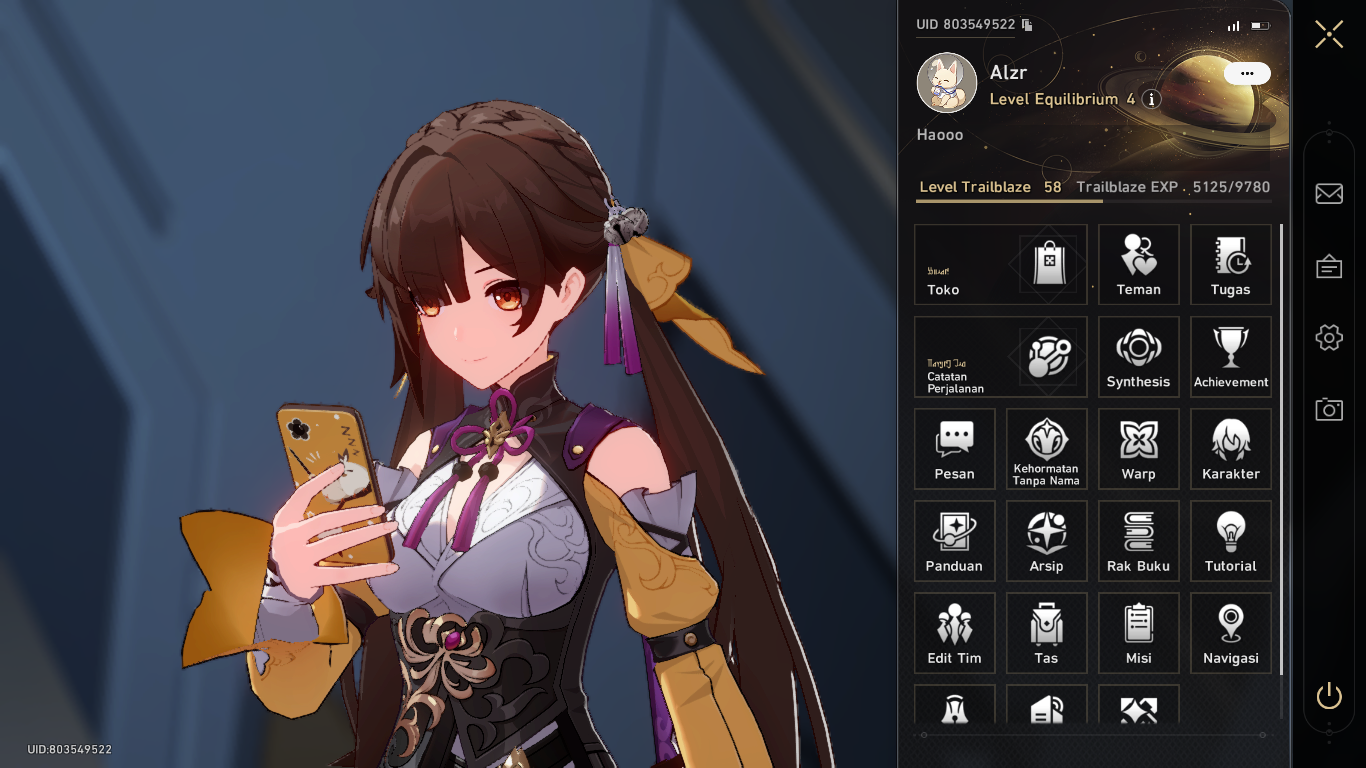 UID 803549522
Alzr
Level Equilibrium 4
Haooo
Level Trailblaze 58 Trailblaze EXP 5125/9780
Toko
Teman
Tugas
Catatan
Perjalanan
Synthesis
Achievement
Pesan
Kehormatan
Tanpa Nama
Warp
Karakter
Panduan
Arsip
Rak Buku
Tutorial
Edit Tim
Tas
Misi
Navigasi
UID:803549522